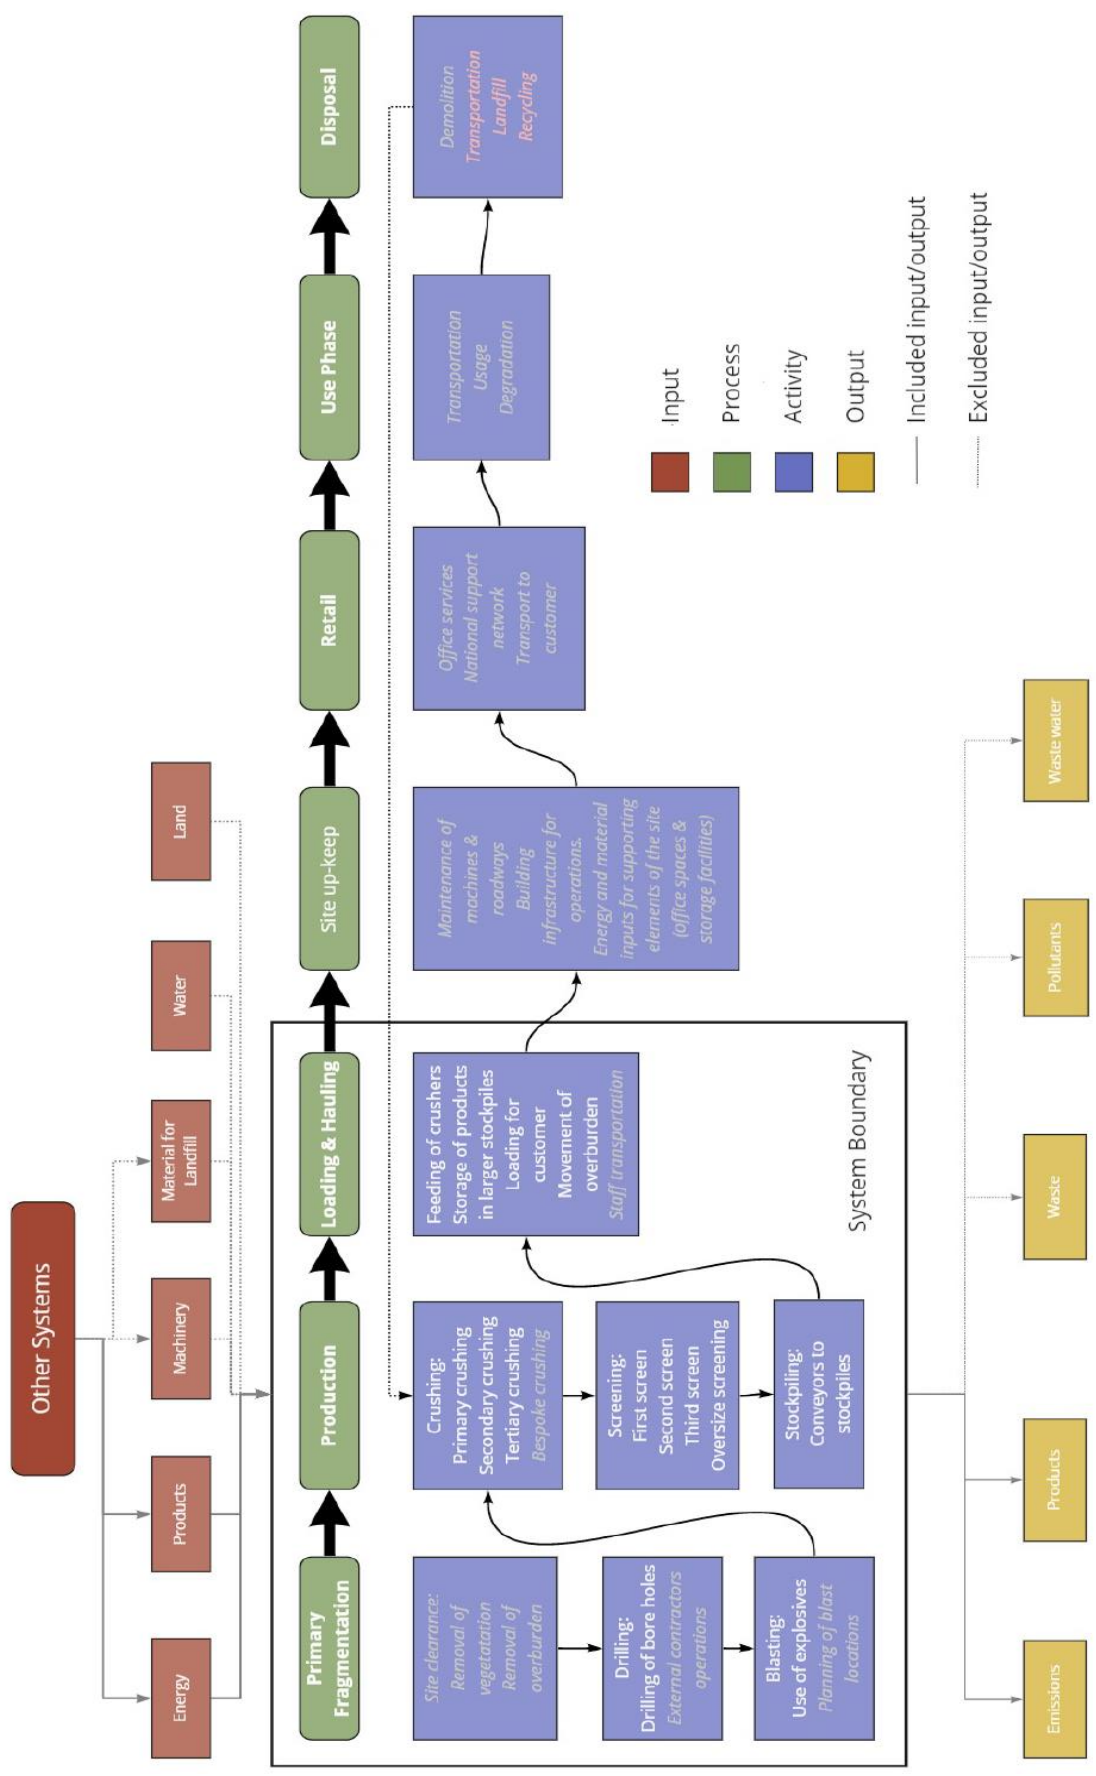 Other Systems
Energy
Products
Machinery
Material for
Landfill
Water
Land
Primary
Fragmentation
Production
Loading & Hauling
Site up-keep
Retail
Use Phase
Disposal
Site clearance:
Removal of
vegetatation
Removal of
overburden
Drilling:
Drilling of bore holes
External contractors
operations
Blasting:
Use of explosives
Planning of blast
locations
Crushing:
Primary crushing
Secondary crushing
Tertiary crushing
Bespoke crushing
Screening:
First screen
Second screen
Third screen
Oversize screening
Stockpiling:
Conveyors to
stockpiles
Feeding of crushers
Storage of products
in larger stockpiles
Loading for
customer
Movement of
overburden
Staff transportation
Maintenance of
machines &
roadways
Building
infrastructure for
operations.
Energy and material
inputs for supporting
elements of the site
(office spaces &
storage facilities)
Office services
National support
network
Transport to
customer
Transportation
Usage
Degradation
Demolition
Transportation
Landfill
Recycling
System Boundary
Input
Process
Activity
Output
Included input/output
Excluded input/output
Emissions
Products
Waste
Pollutants
Waste water